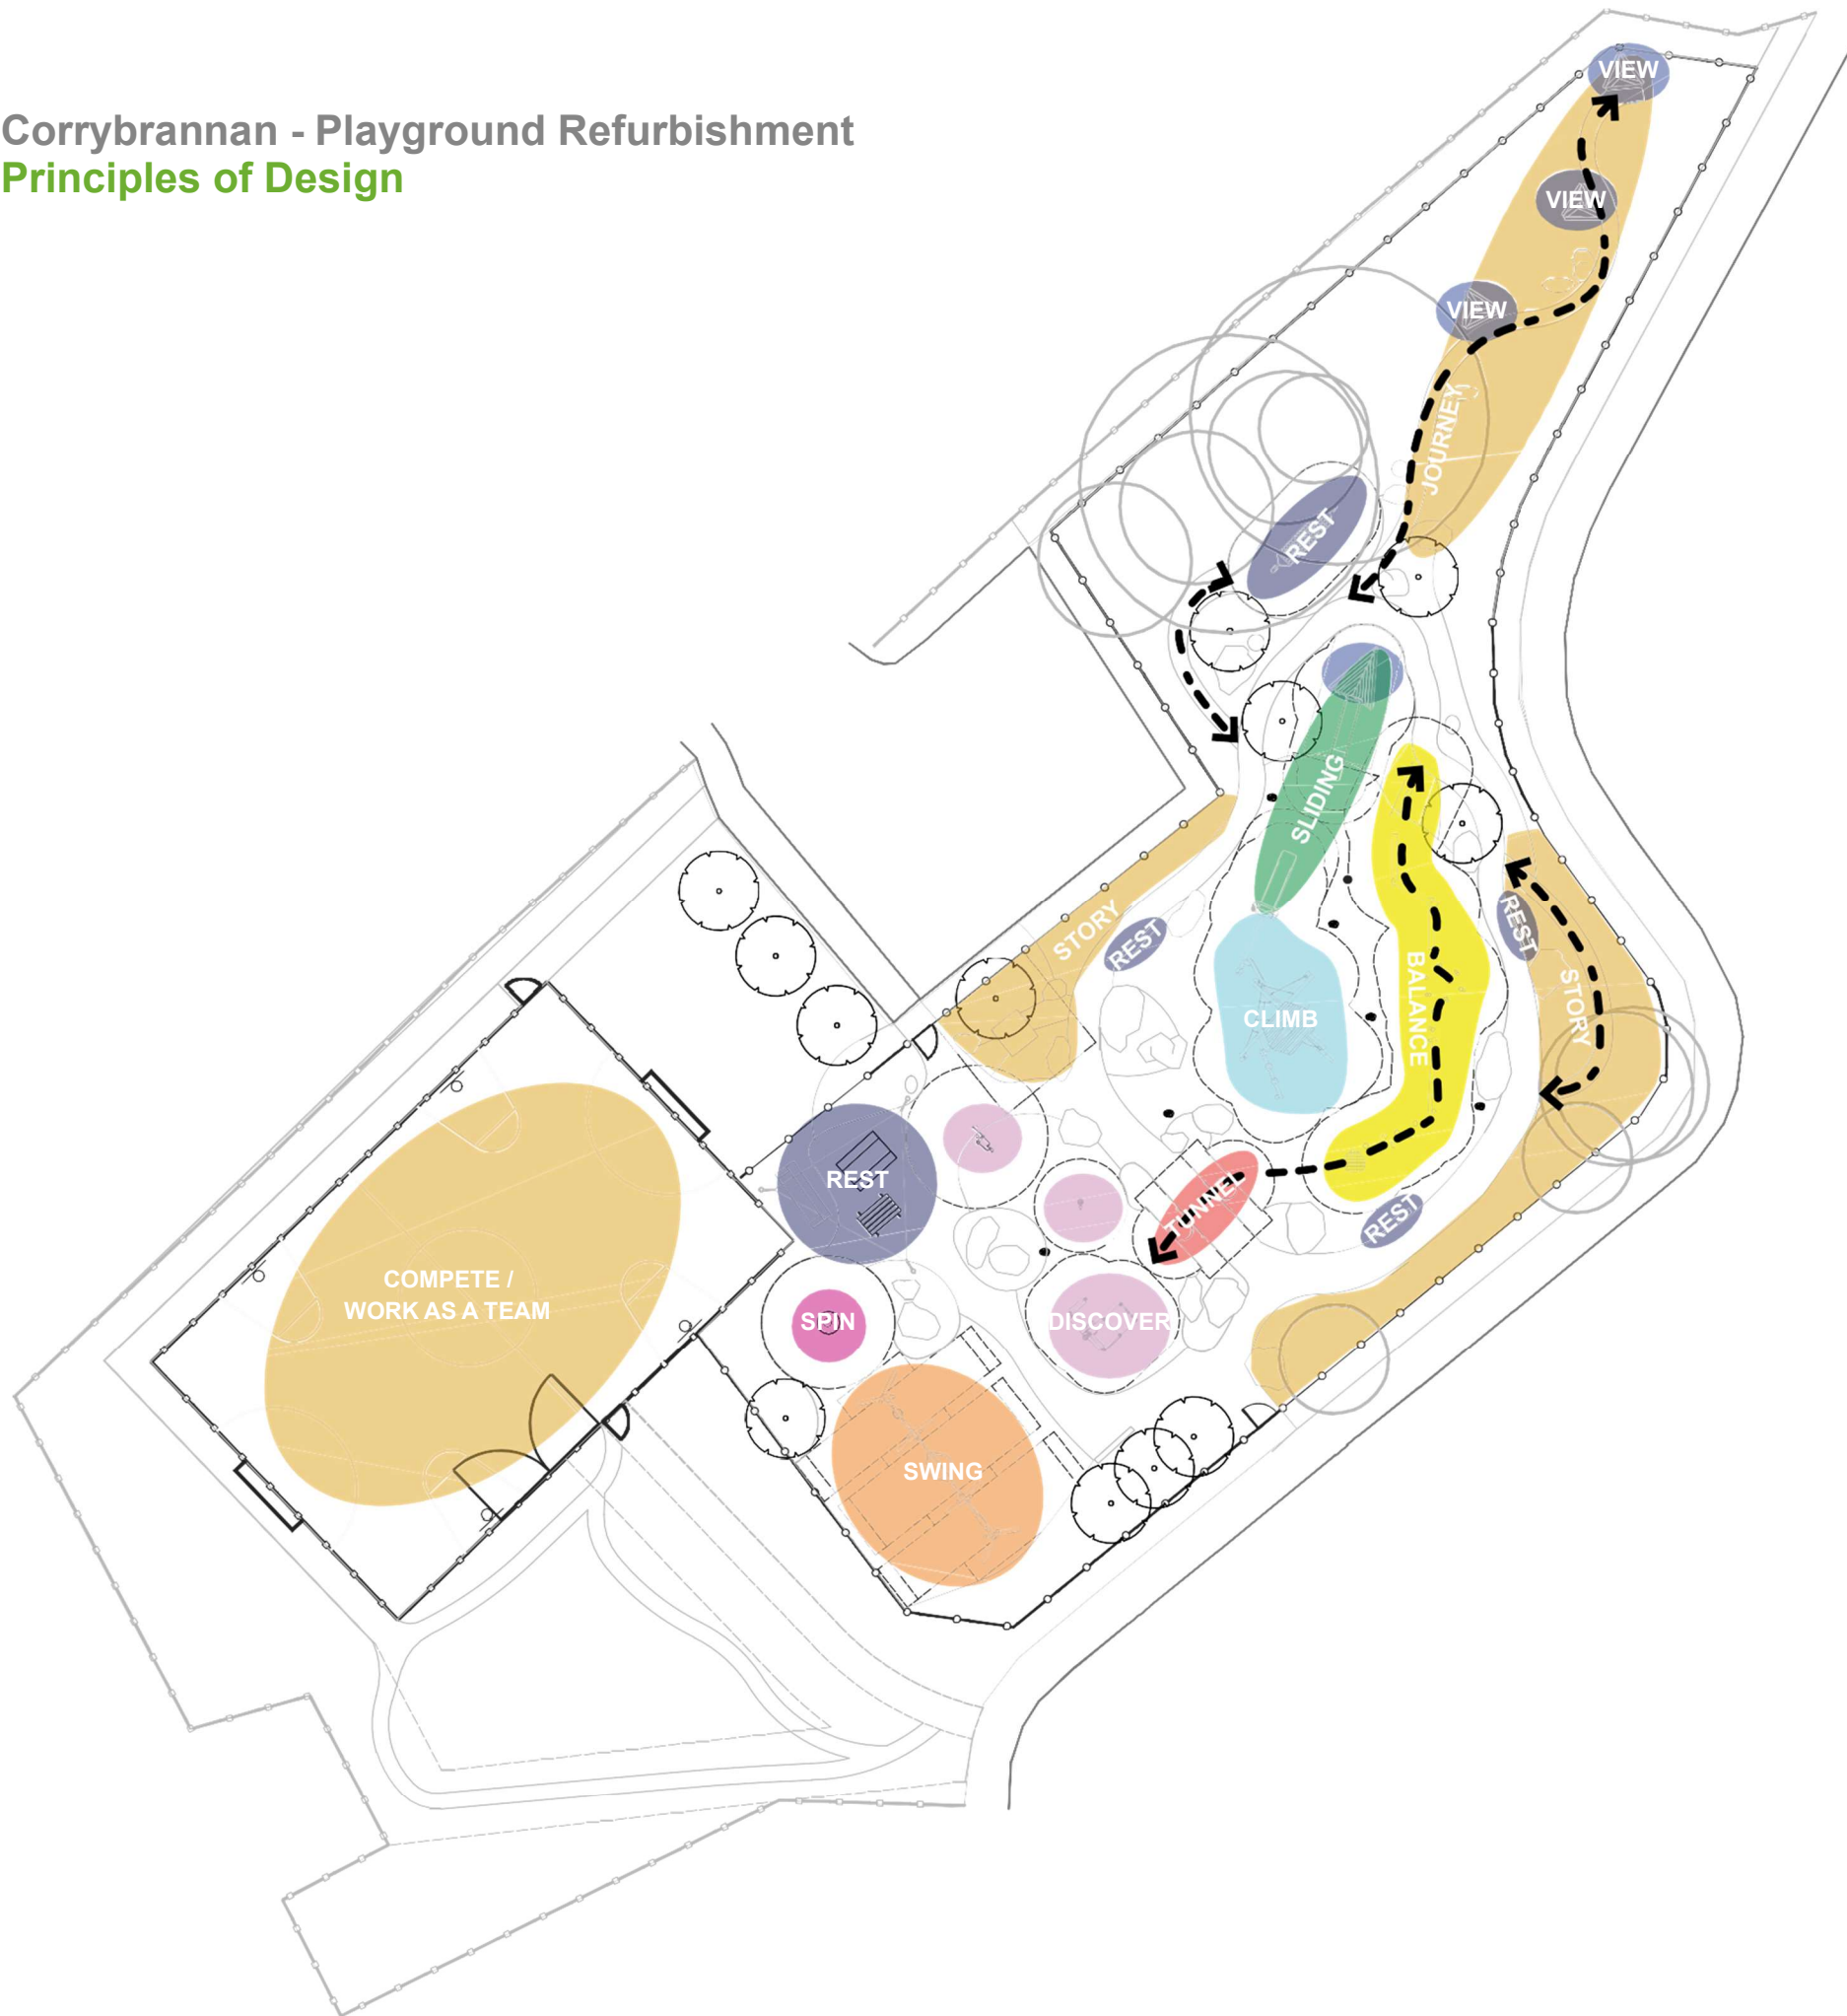 Corrybrannan - Playground Refurbishment
Principles of Design
VIEW
VIEW
VIEW
JOURNEY
REST
SLIDING
STORY
REST
REST
STORY
BALANCE
CLIMB
REST
TUNNEL
REST
COMPETE /
WORK AS A TEAM
SPIN
DISCOVER
SWING